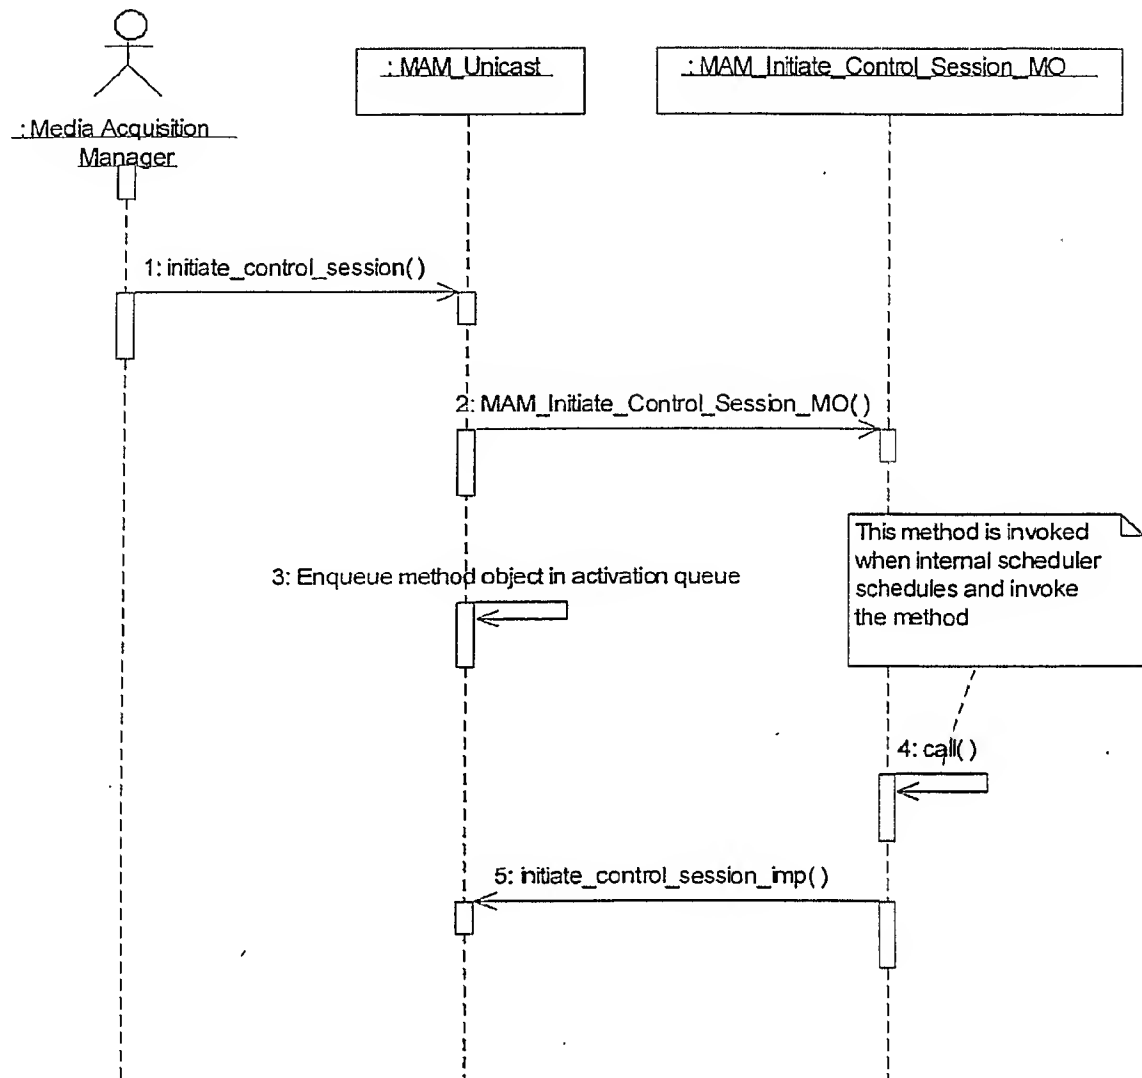 : MAM_Unicast
: MAM_Initiate_Control_Session_MO
: Media Acquisition
Manager
1: initiate_control_session( )
2: MAM_Initiate_Control_Session_MO( )
This method is invoked
when internal scheduler
schedules and invoke
the method
3: Enqueue method object in activation queue
4: call( )
5: initiate_control_session_imp( )